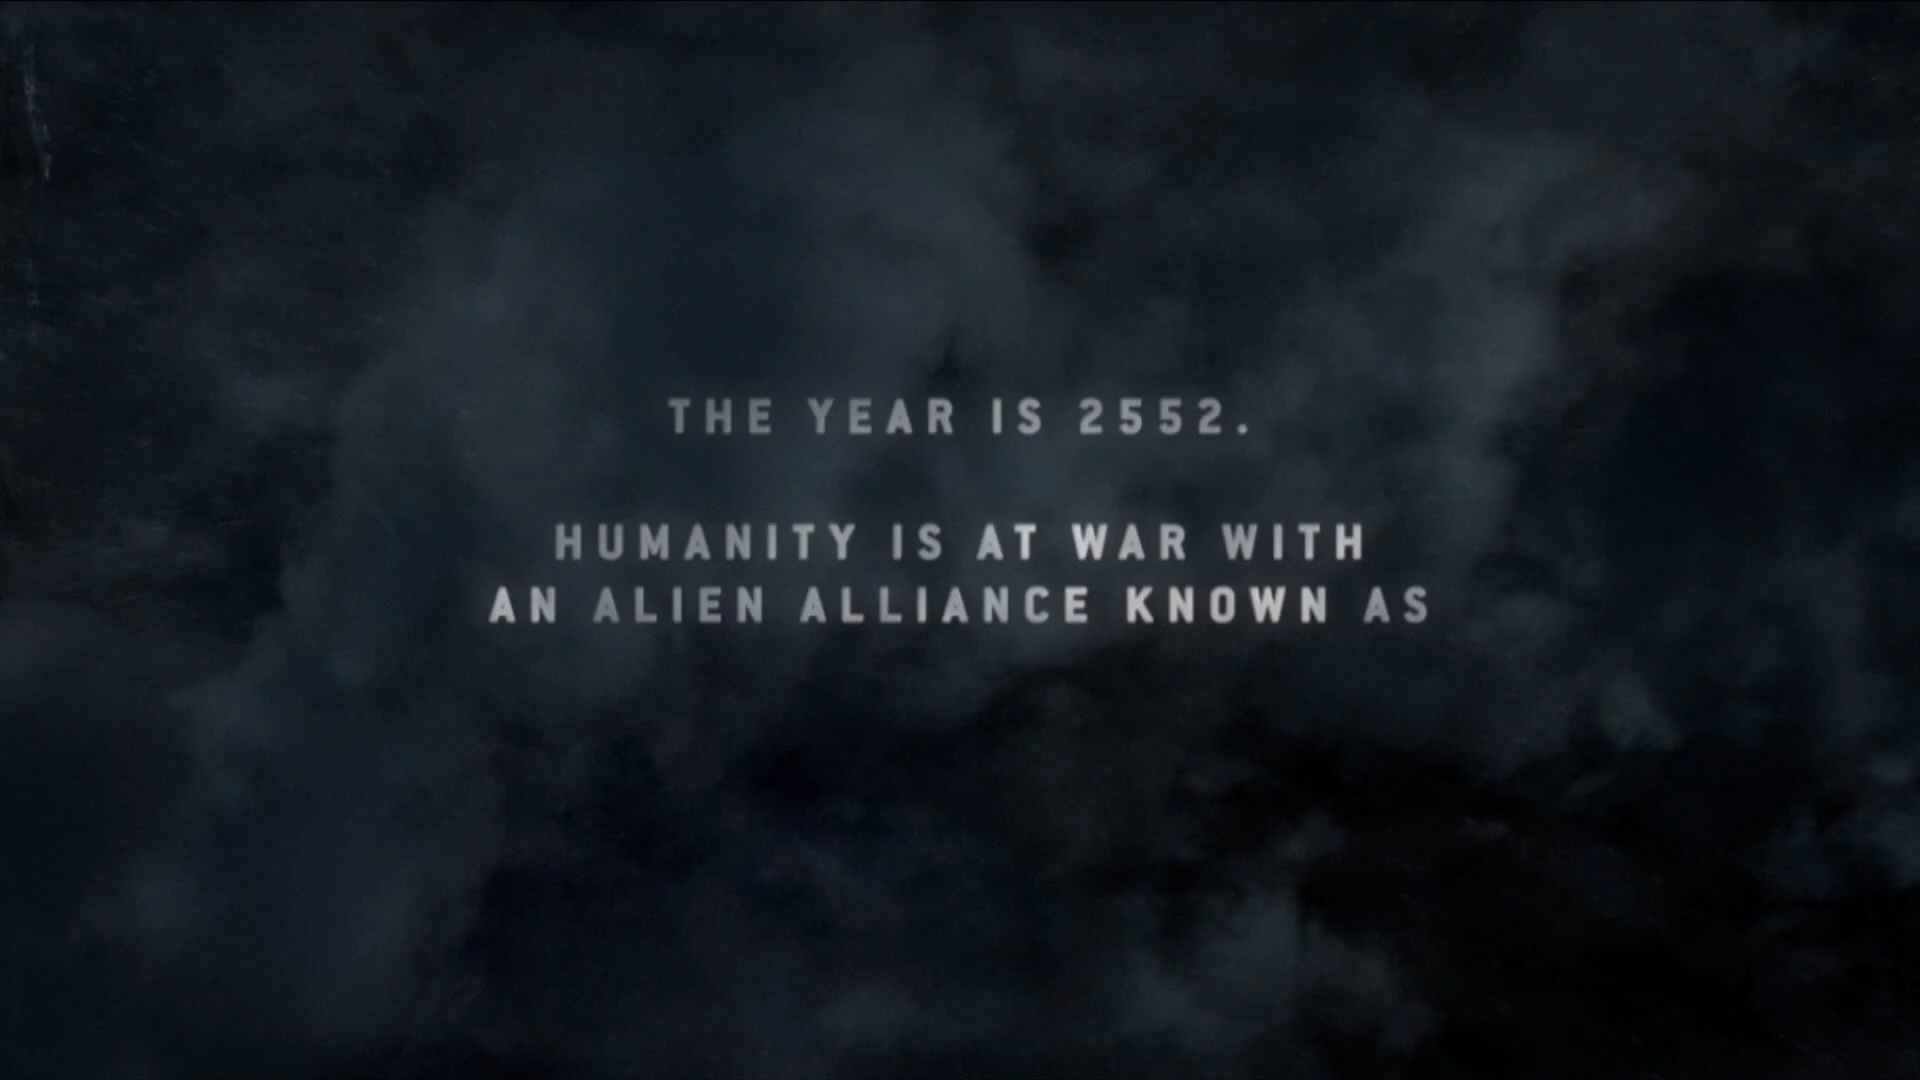 THE YEAR IS 2552.
HUMANITY IS AT WAR WITH
AN ALIEN ALLIANCE KNOWN AS